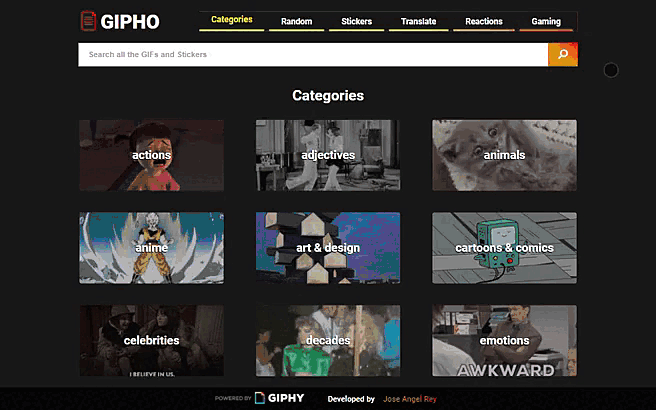 GIPHO
Categories Random Stickers Translate Reactions Gaming
Search all the GIFs and Stickers
Categories
actions adjectives animals
anime art & design cartoons & comics
celebrities decades emotions
I BELIEVE IN US. AWKWARD
POWERED BY GIPHY Developed by Jose Angel Rey